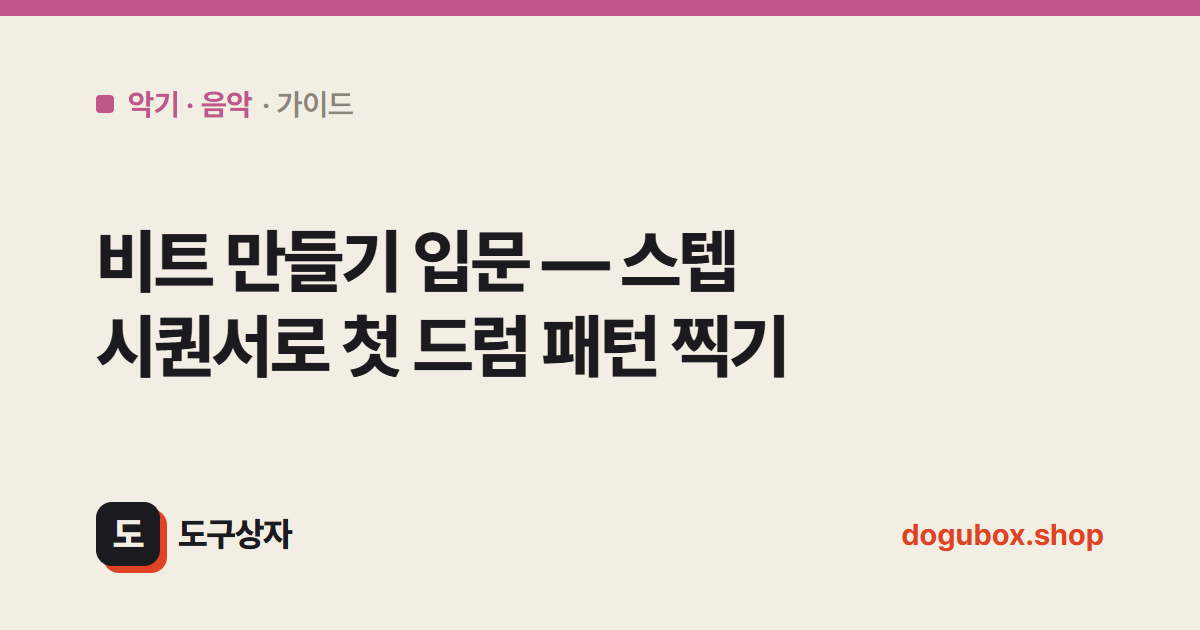 악기 · 음악 · 가이드
비트 만들기 입문 — 스텝
시퀀서로 첫 드럼 패턴 찍기
도 도구상자
dogubox.shop